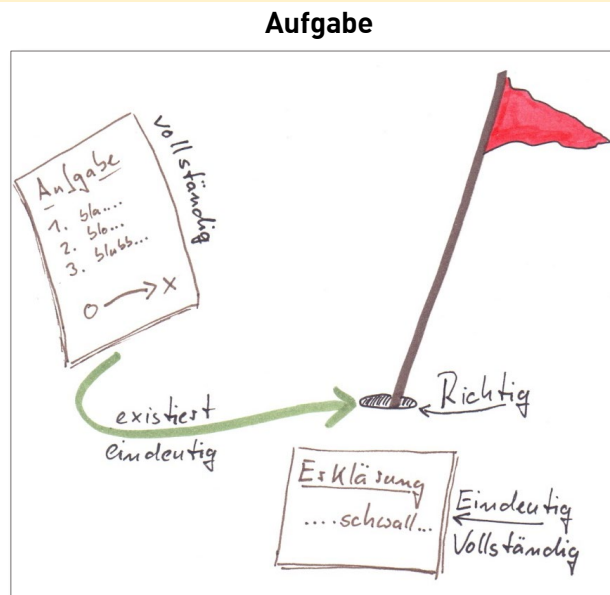 Aufgabe
Aufgabe
1. bla....
2. blo...
3. blubb...
O → X
vollständig
existiert
eindeutig
Richtig
Erklärung
....schwall...
Eindeutig
Vollständig